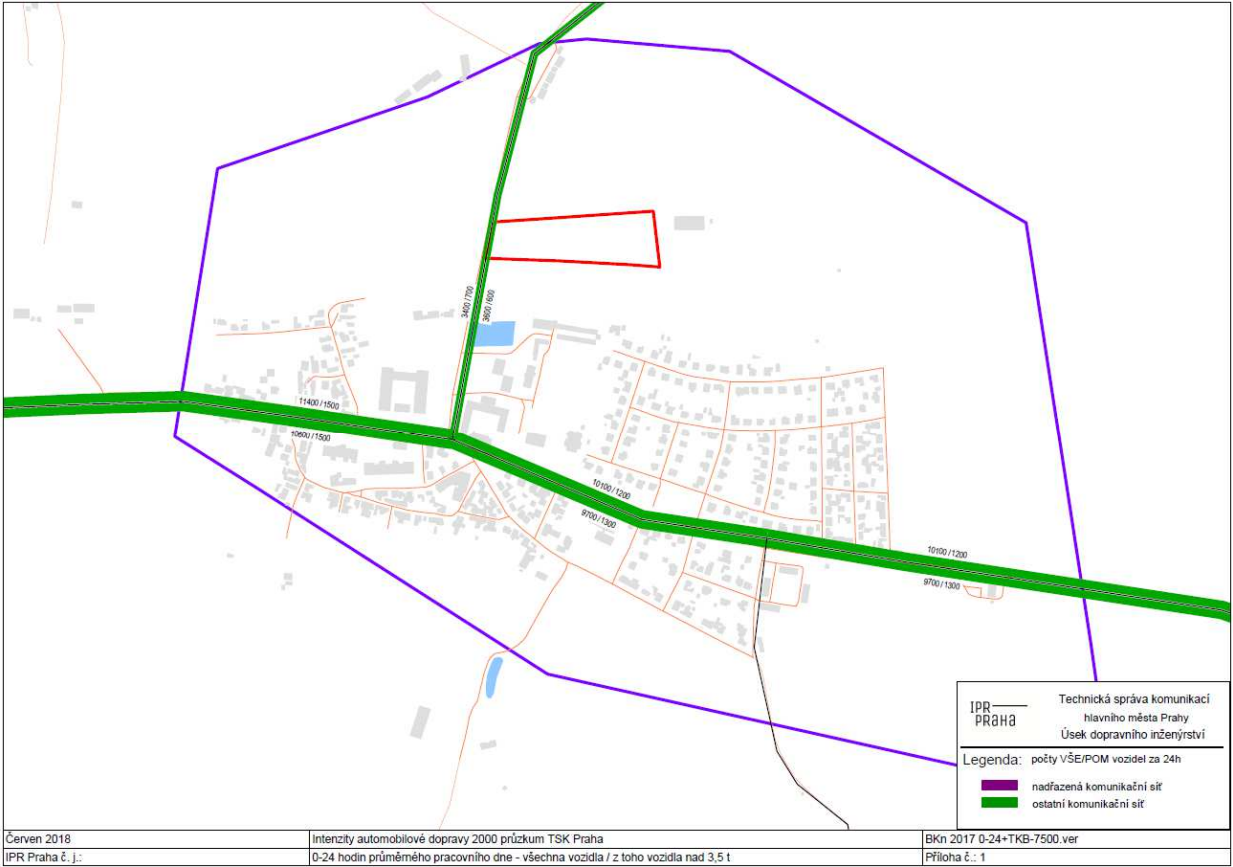 3400/700
3600/600
11400/1500
10600/1500
10100/1200
9700/1300
10100/1200
9700/1300
IPR
PRAHA
Technická správa komunikací
hlavního města Prahy
Úsek dopravního inženýrství
Legenda: počty VŠE/POM vozidel za 24h
nadřazená komunikační síť
ostatní komunikační síť
Červen 2018
Intenzity automobilové dopravy 2000 průzkum TSK Praha
BKn 2017 0-24+TKB-7500.ver
IPR Praha č. j.:
0-24 hodin průměrného pracovního dne - všechna vozidla / z toho vozidla nad 3,5 t
Příloha č.: 1